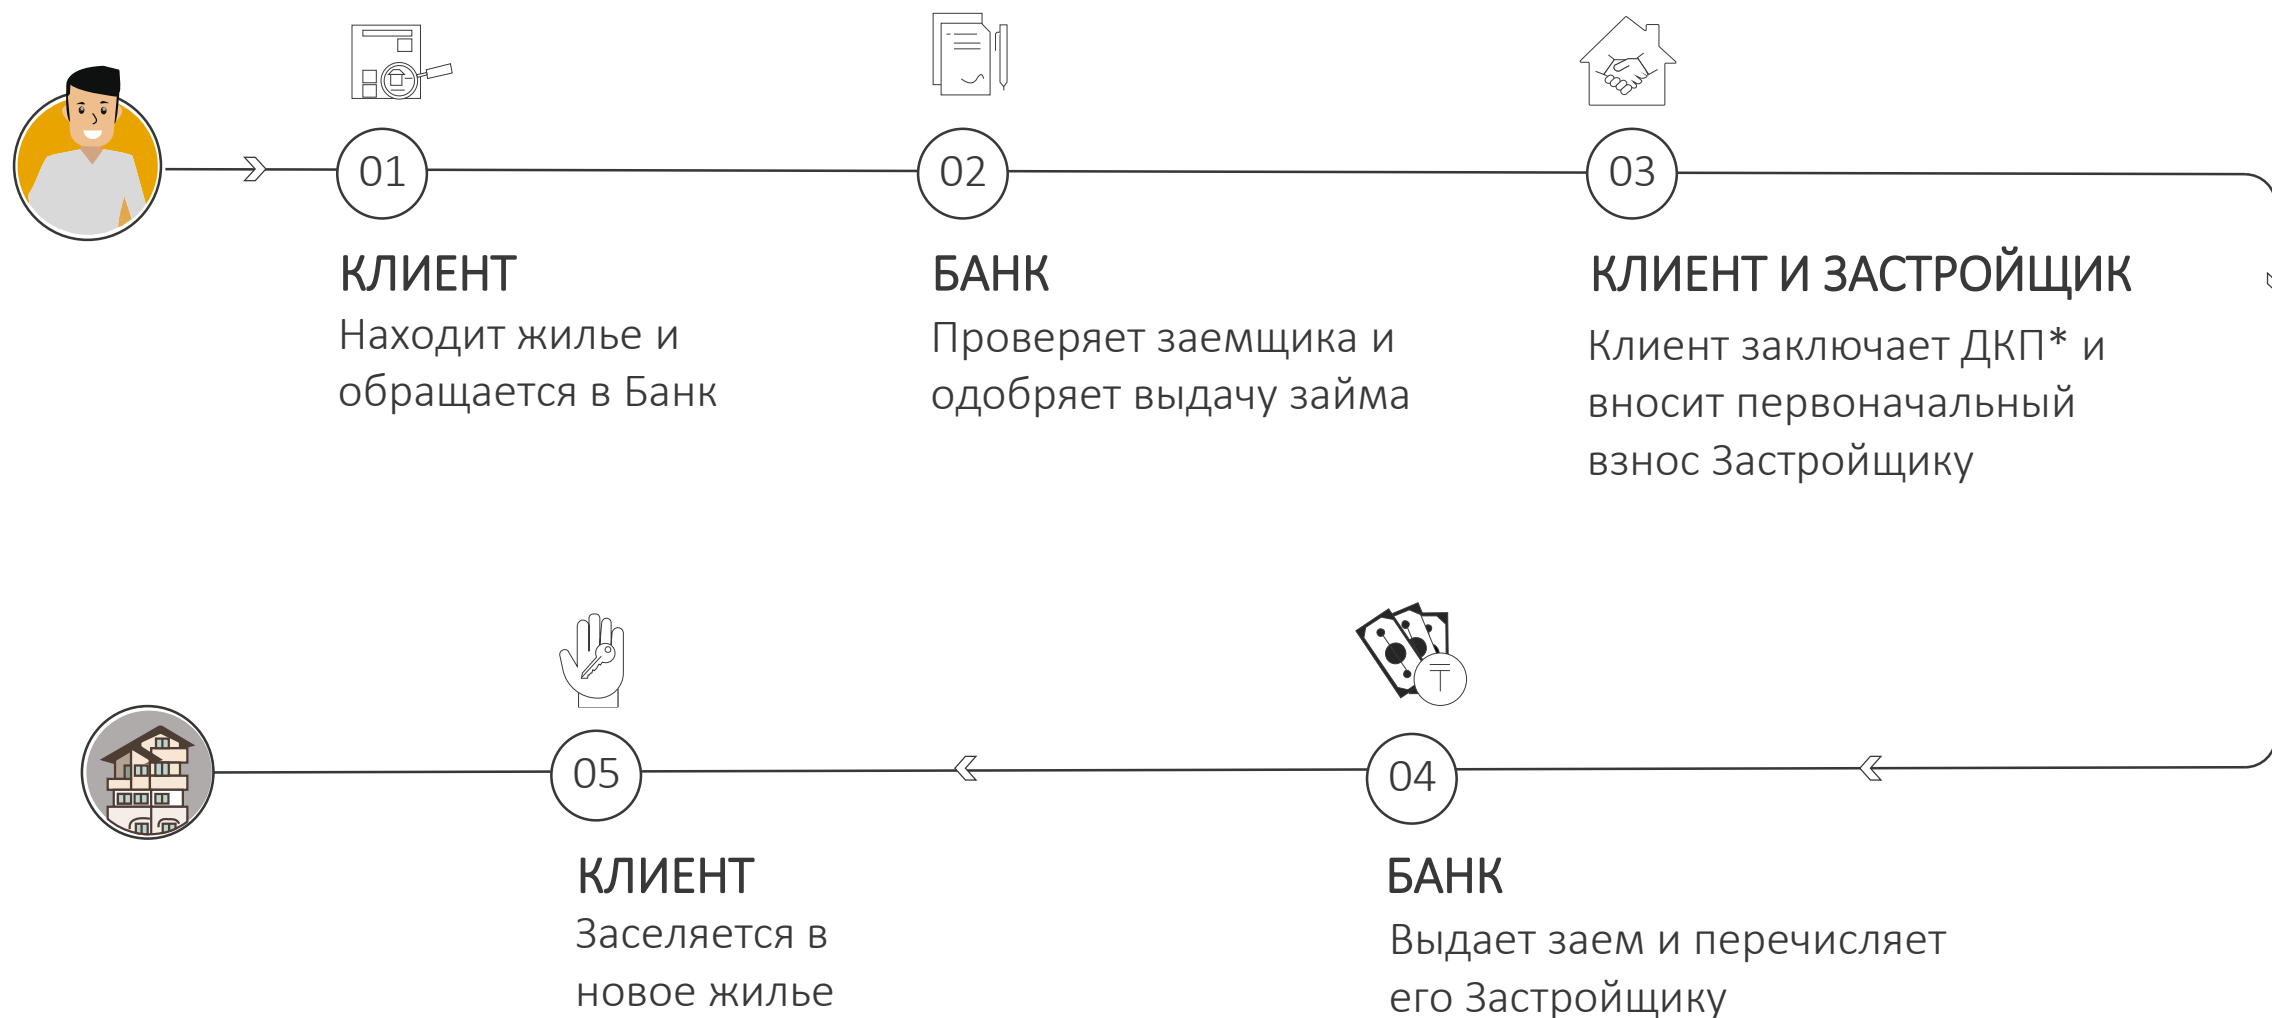 01
02
03
КЛИЕНТ
Находит жилье и
обращается в Банк
БАНК
Проверяет заемщика и
одобряет выдачу займа
КЛИЕНТ И ЗАСТРОЙЩИК
Клиент заключает ДКП* и
вносит первоначальный
взнос Застройщику
04
БАНК
Выдает заем и перечисляет
его Застройщику
05
КЛИЕНТ
Заселяется в
новое жилье